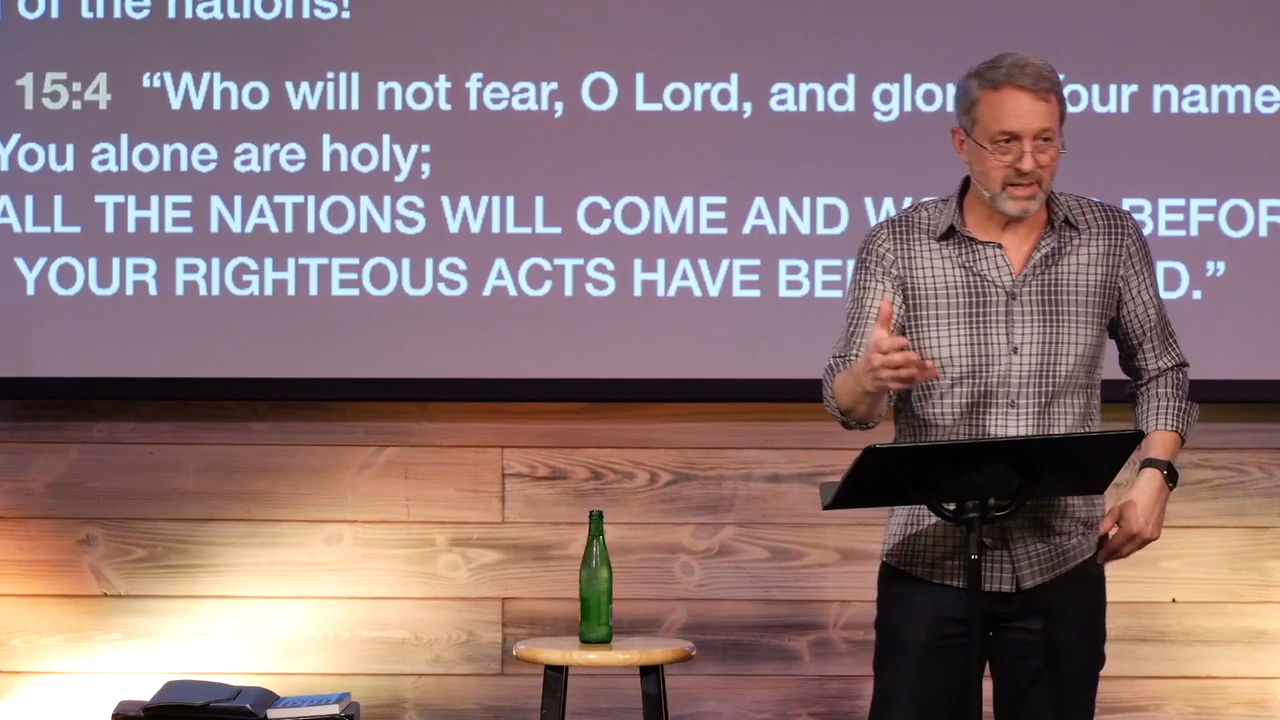 of the nations!
15:4 “Who will not fear, O Lord, and glor our name
You alone are holy;
ALL THE NATIONS WILL COME AND BEFOR
YOUR RIGHTEOUS ACTS HAVE BE D.”